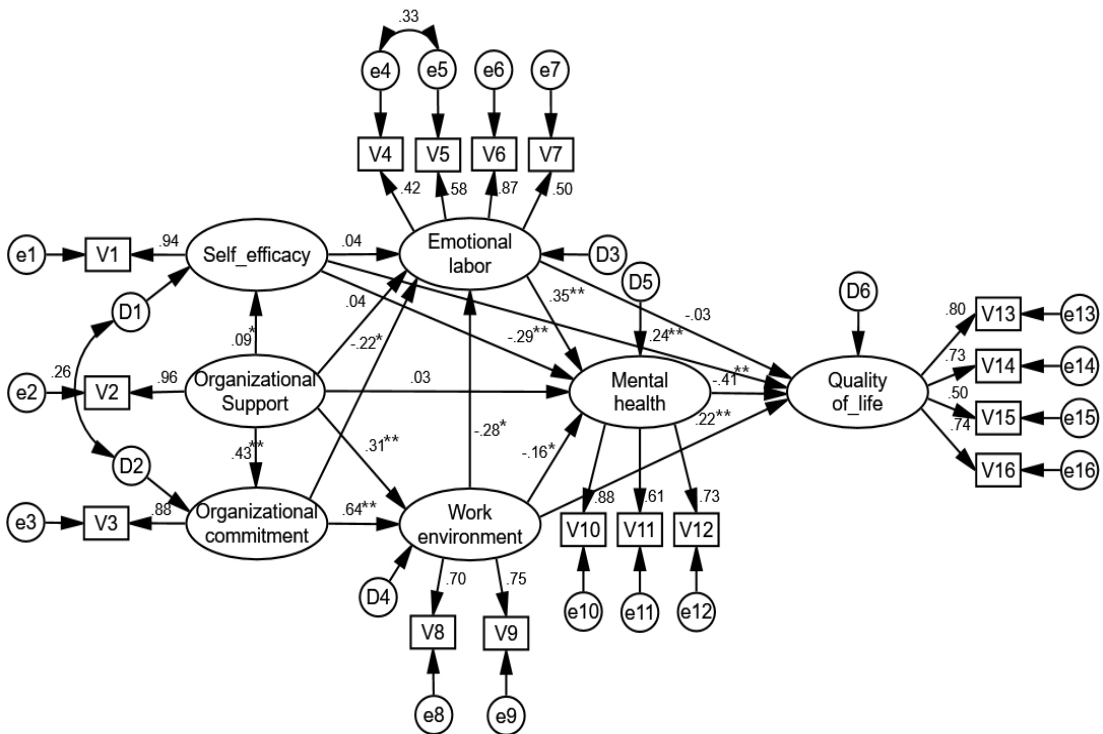 .33
e4
e5
e6
e7
V4
V5
V6
V7
.42
.58
.87
.50
e1
V1
.94
Self_efficacy
.04
Emotional
labor
D3
D1
D5
D6
.04
.35**
-.03
.80
V13
e13
.09*
-.22*
-.29**
.24**
.26
.73
V14
e14
e2
V2
.96
Organizational
Support
.03
Mental
health
-.41**
Quality
of_life
.50
V15
e15
.22**
.74
.43**
.31**
-.28*
-.16*
D2
V16
e16
e3
V3
.88
Organizational
commitment
.64**
Work
environment
.88
.61
.73
V10
V11
V12
D4
.70
.75
e10
e11
e12
V8
V9
e8
e9